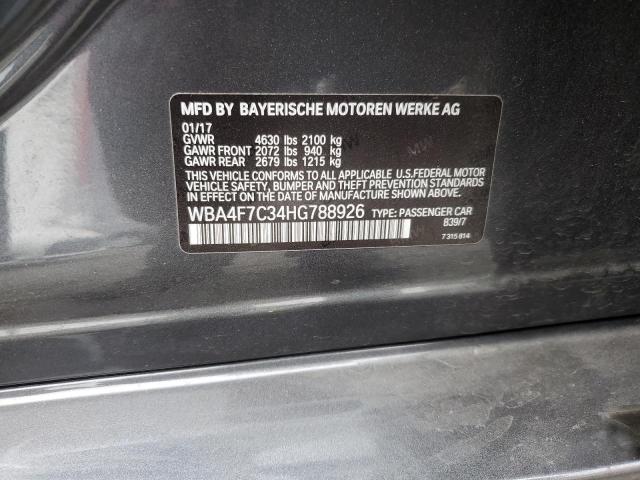 MFD BY BAYERISCHE MOTOREN WERKE AG
01/17
GVWR 4630 lbs 2100 kg
GAWR FRONT 2072 lbs 940 kg
GAWR REAR 2679 lbs 1215 kg
THIS VEHICLE CONFORMS TO ALL APPLICABLE U.S.FEDERAL MOTOR
VEHICLE SAFETY, BUMPER AND THEFT PREVENTION STANDARDS
IN EFFECT ON THE DATE OF MANUFACTURE SHOWN ABOVE.
WBA4F7C34HG788926 TYPE: PASSENGER CAR
839/7
7 315 814